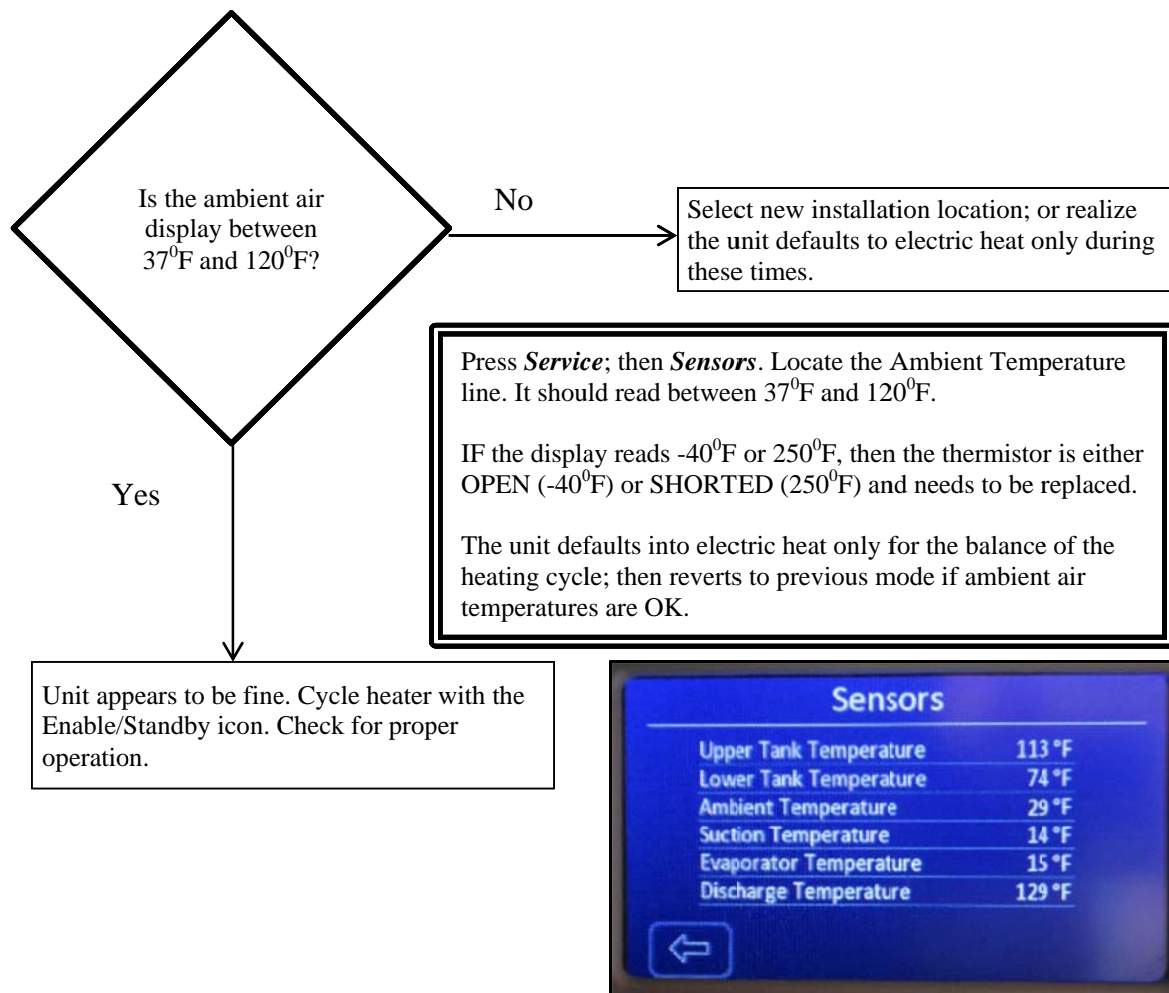 Is the ambient air
display between
37⁰F and 120⁰F?
No
Select new installation location; or realize
the unit defaults to electric heat only during
these times.
Press Service; then Sensors. Locate the Ambient Temperature
line. It should read between 37⁰F and 120⁰F.
IF the display reads -40⁰F or 250⁰F, then the thermistor is either
OPEN (-40⁰F) or SHORTED (250⁰F) and needs to be replaced.
The unit defaults into electric heat only for the balance of the
heating cycle; then reverts to previous mode if ambient air
temperatures are OK.
Yes
Unit appears to be fine. Cycle heater with the
Enable/Standby icon. Check for proper
operation.
Sensors
Upper Tank Temperature 113 °F
Lower Tank Temperature 74 °F
Ambient Temperature 29 °F
Suction Temperature 14 °F
Evaporator Temperature 15 °F
Discharge Temperature 129 °F